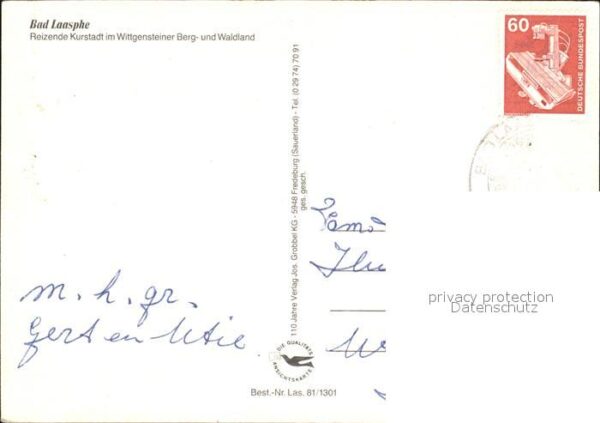 Bad Laasphe
Reizende Kurstadt im Wittgensteiner Berg- und Waldland
60
DEUTSCHE BUNDESPOST
110 Jahre Verlag Jos. Grobbel KG - 5948 Fredeburg (Sauerland) - Tel. (0 29 74) 70 91
ges. gesch.
m. h. gr.
Gert en
privacy protection
Datenschutz
DIE QUALITÄTS
ANSICHTSKARTE
Best.-Nr. Las. 81/1301